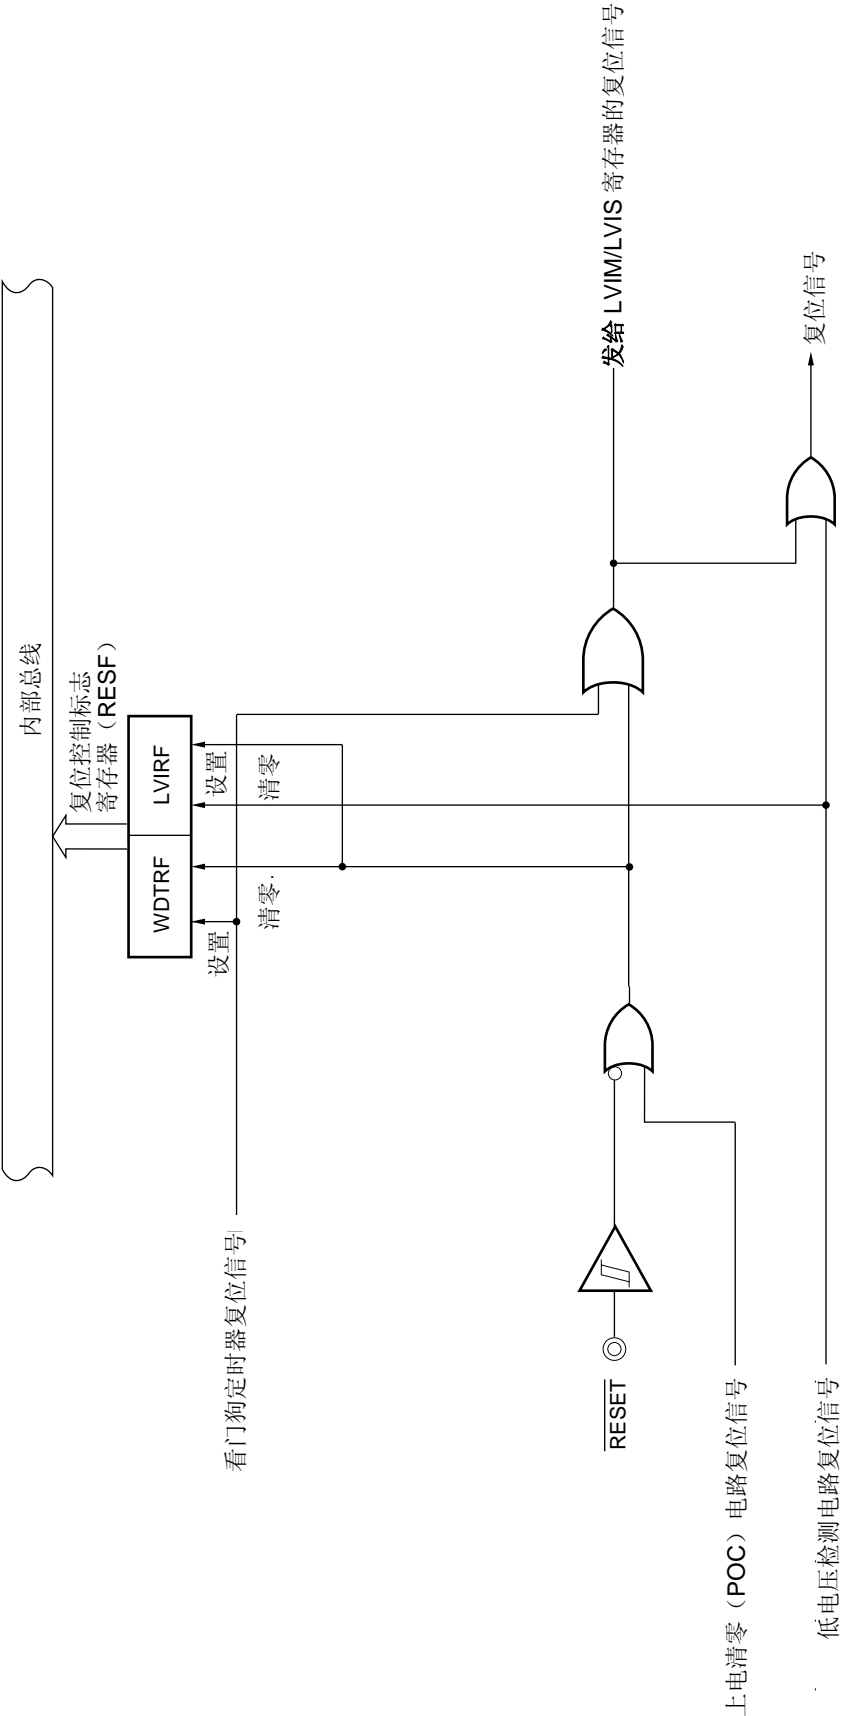 内部总线
复位控制标志
寄存器（RESF）
WDTRF
LVIRF
设置
清零
设置
清零
看门狗定时器复位信号
RESET
上电清零（POC）电路复位信号
低电压检测电路复位信号
发给 LVIM/LVIS 寄存器的复位信号
复位信号